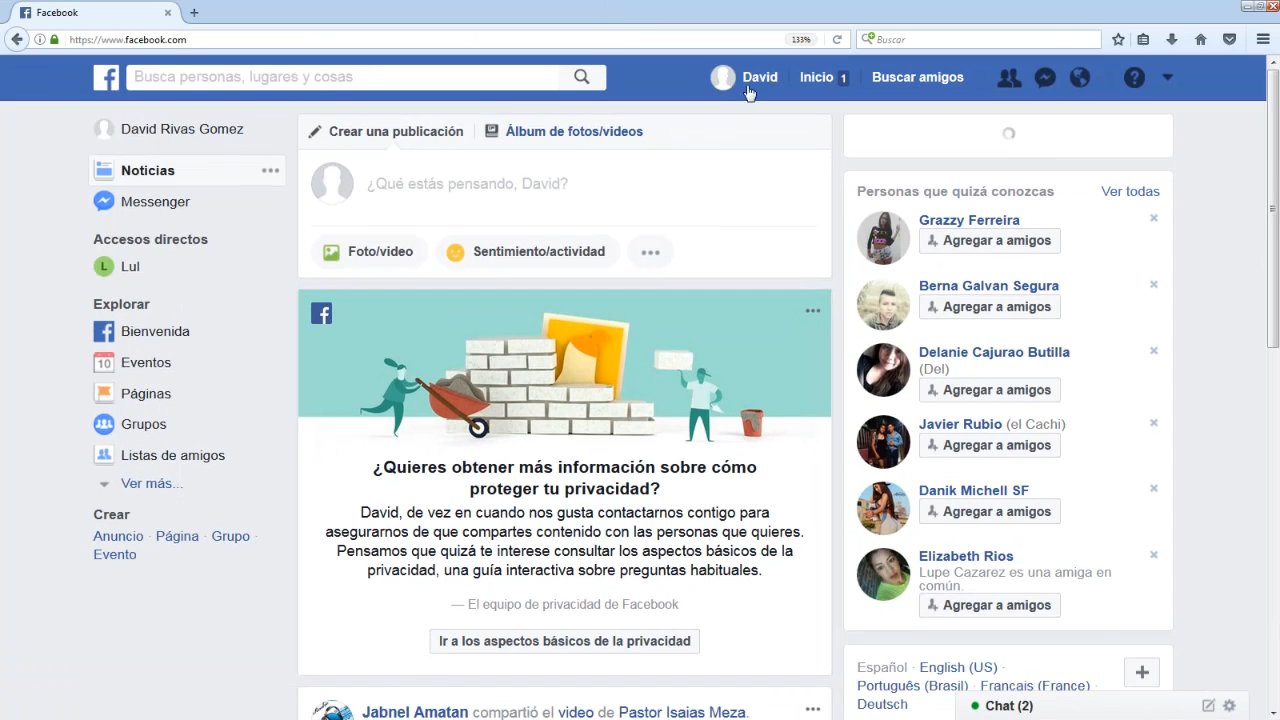 Facebook
https://www.facebook.com
133%
Buscar
Busca personas, lugares y cosas
David
Inicio 1
Buscar amigos
David Rivas Gomez
Noticias
Messenger
Accesos directos
L Lul
Explorar
Bienvenida
10 Eventos
Páginas
Grupos
Listas de amigos
Ver más...
Crear
Anuncio · Página · Grupo ·
Evento
Crear una publicación
Álbum de fotos/videos
¿Qué estás pensando, David?
Foto/video
Sentimiento/actividad
¿Quieres obtener más información sobre cómo
proteger tu privacidad?
David, de vez en cuando nos gusta contactarnos contigo para
asegurarnos de que compartes contenido con las personas que quieres.
Pensamos que quizá te interese consultar los aspectos básicos de la
privacidad, una guía interactiva sobre preguntas habituales.
— El equipo de privacidad de Facebook
Ir a los aspectos básicos de la privacidad
Jabnel Amatan compartió el video de Pastor Isaias Meza.
Personas que quizá conozcas
Ver todas
Grazzy Ferreira
Agregar a amigos
Berna Galvan Segura
Agregar a amigos
Delanie Cajurao Butilla
(Del)
Agregar a amigos
Javier Rubio (el Cachi)
Agregar a amigos
Danik Michell SF
Agregar a amigos
Elizabeth Rios
Lupe Cazarez es una amiga en
común.
Agregar a amigos
Español · English (US) ·
Português (Brasil) · Français (France) ·
Deutsch
Chat (2)